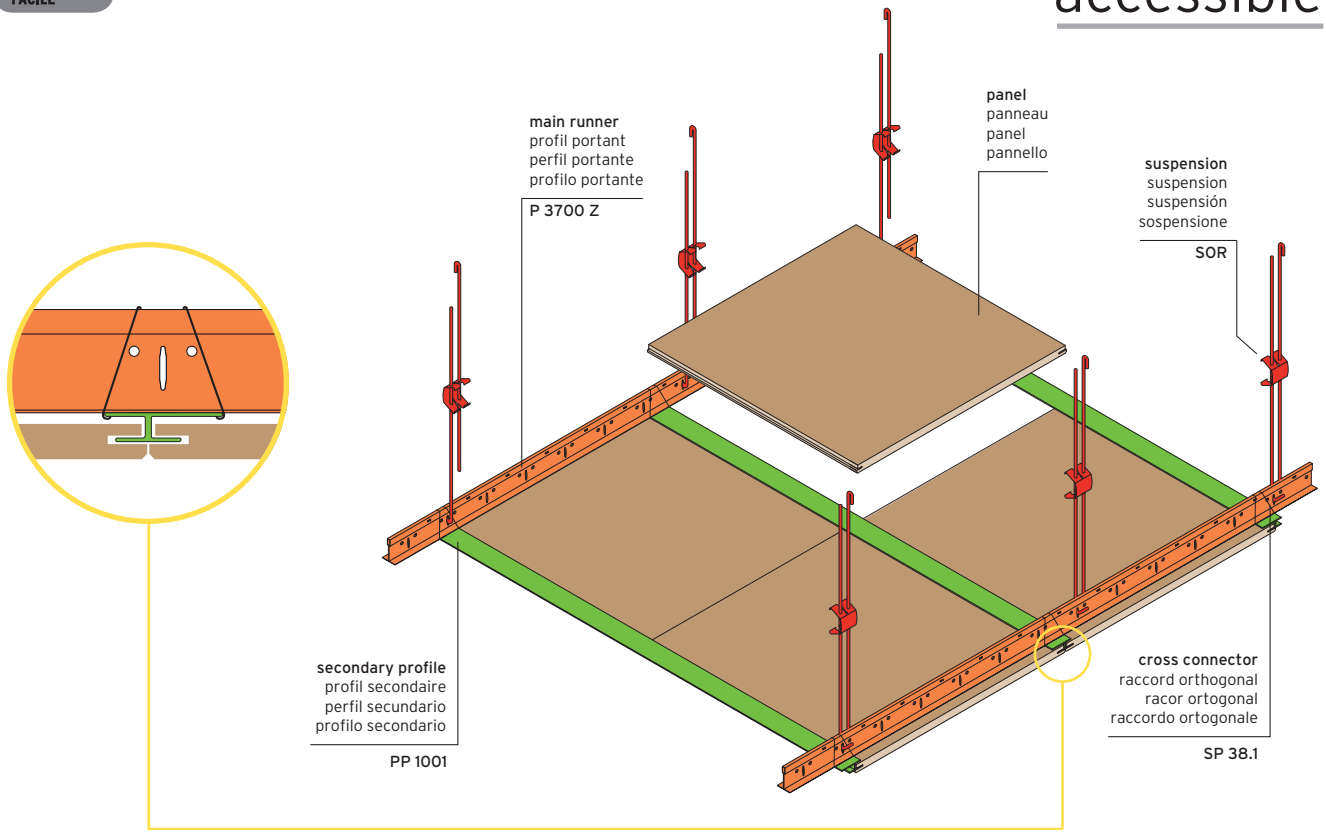 FACILE
accessible
main runner
profil portant
perfil portante
profilo portante
P 3700 Z
panel
panneau
panel
pannello
suspension
suspension
suspensión
sospensione
SOR
secondary profile
profil secondaire
perfil secundario
profilo secondario
PP 1001
cross connector
raccord orthogonal
racor ortogonal
raccordo ortogonale
SP 38.1